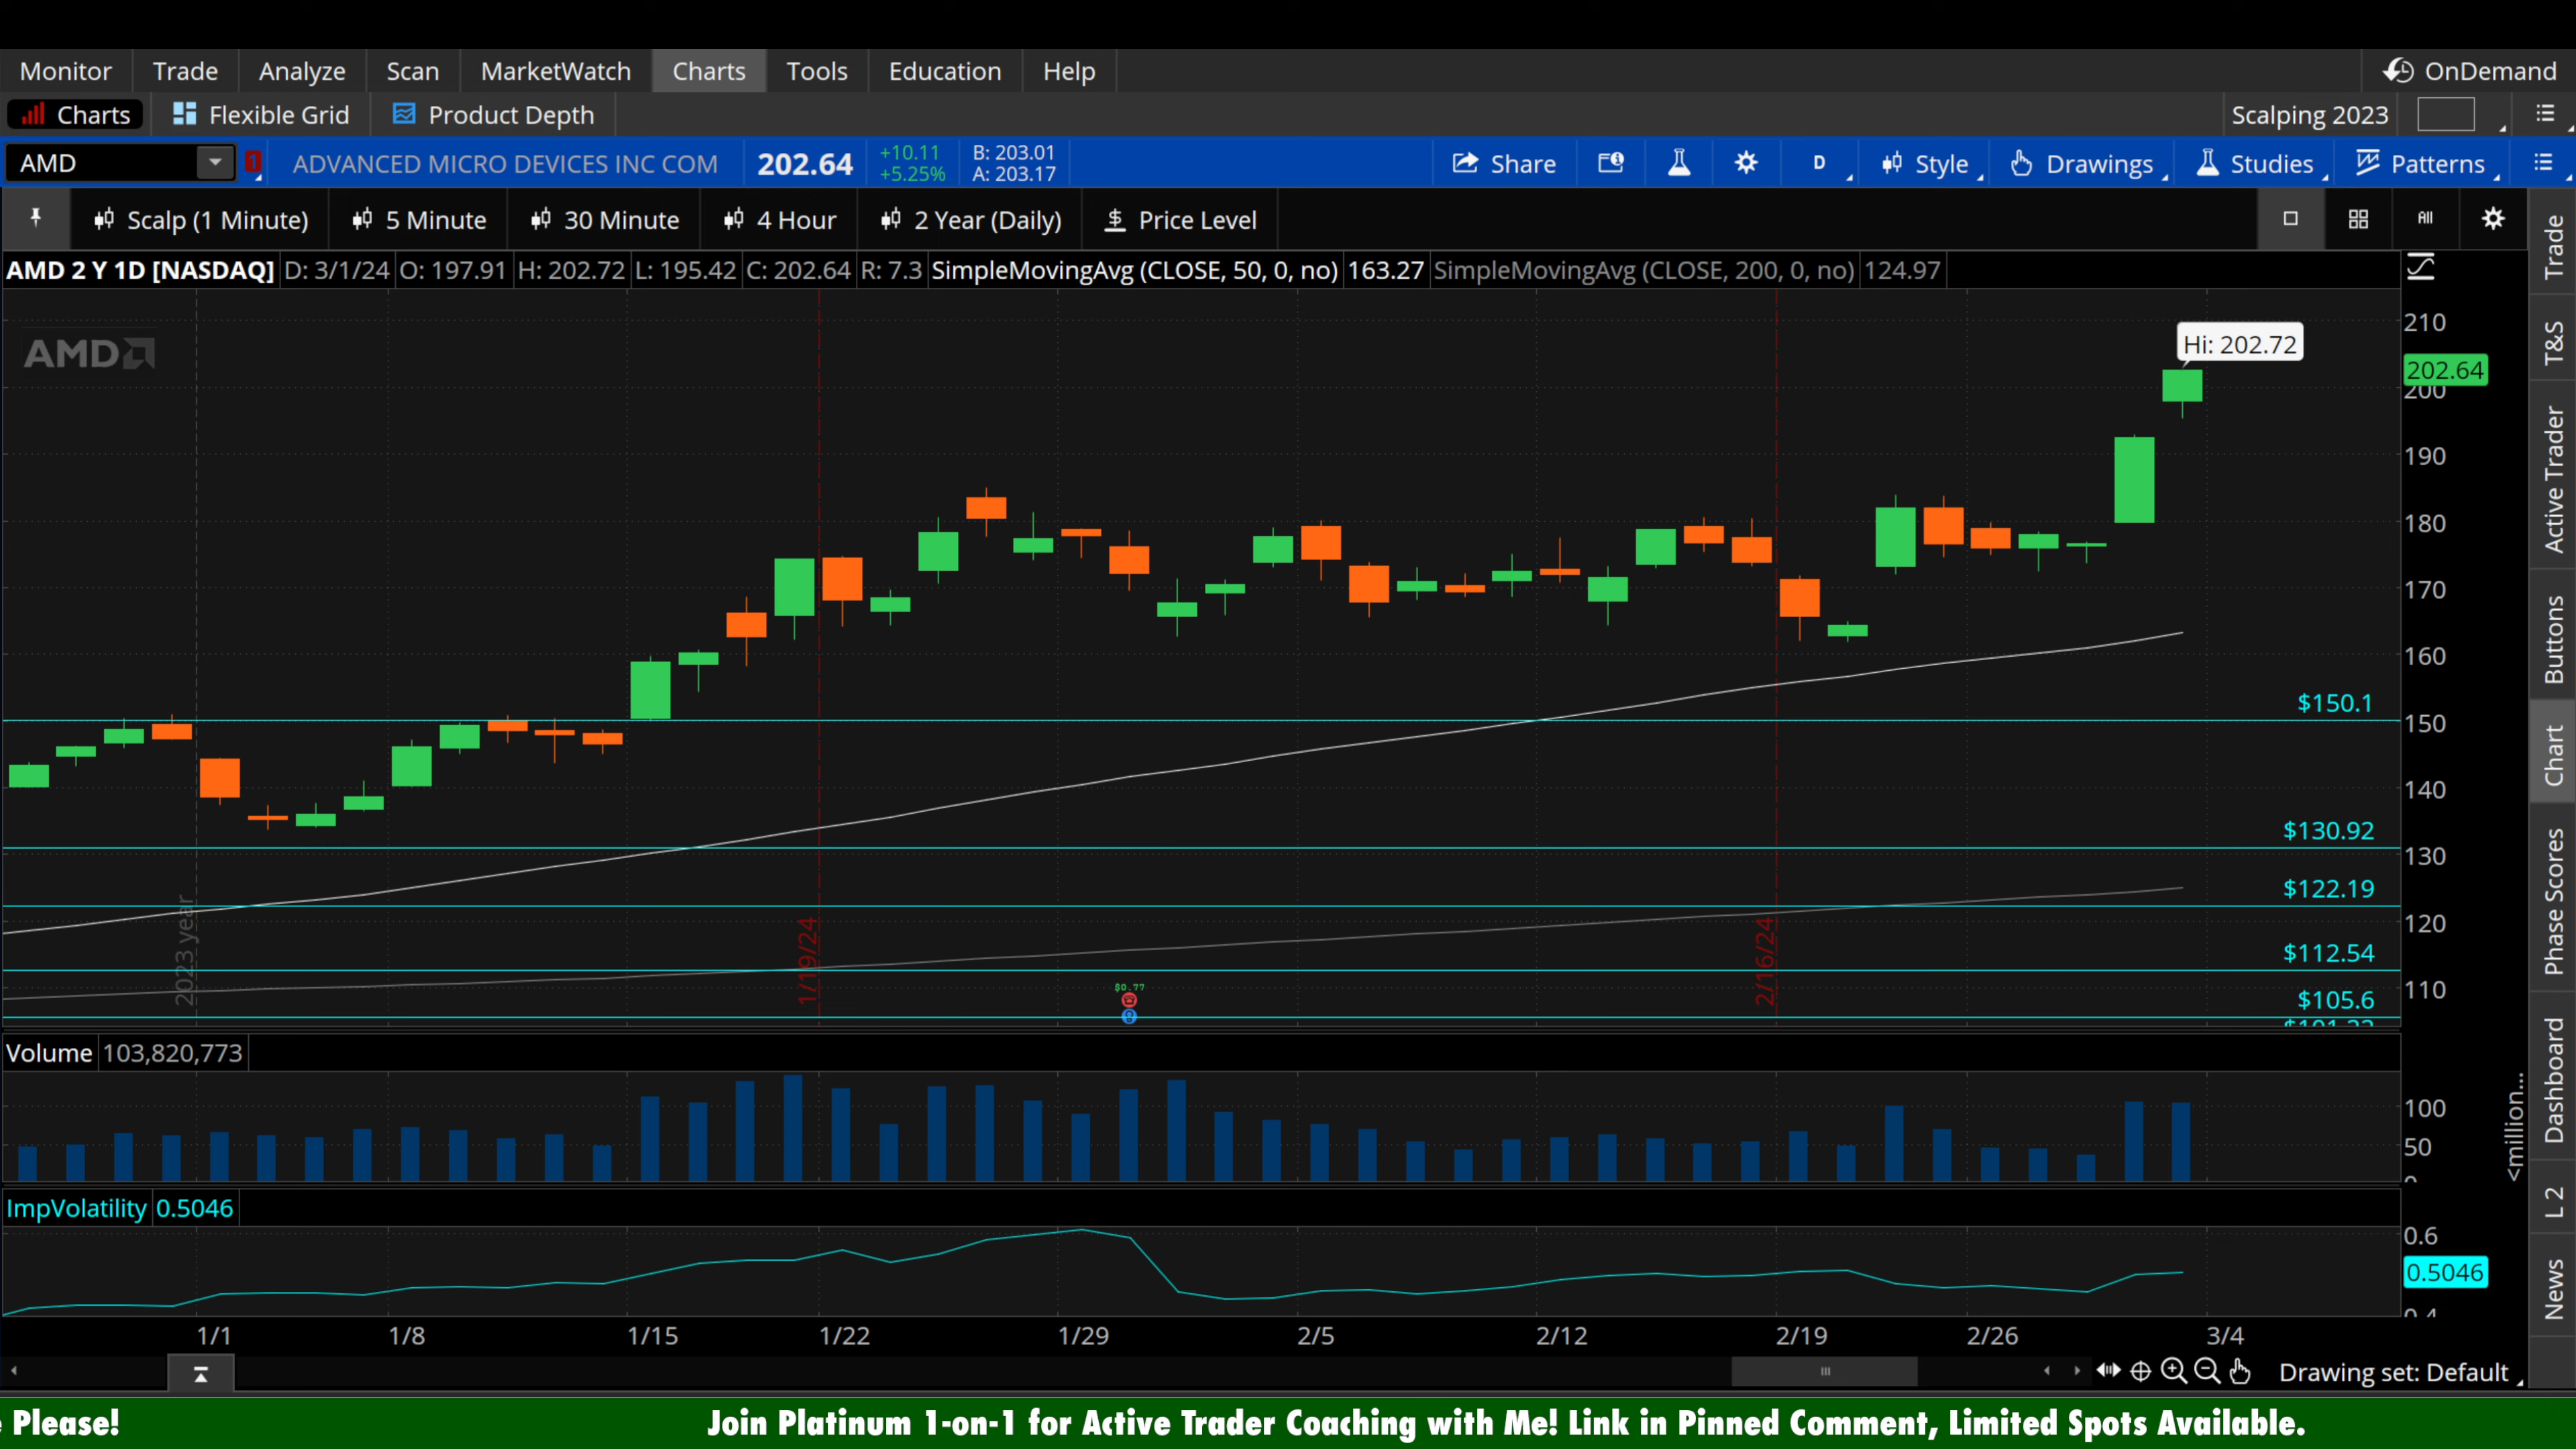 Monitor Trade Analyze Scan MarketWatch Charts Tools Education Help OnDemand
Charts Flexible Grid Product Depth Scalping 2023
AMD 1 ADVANCED MICRO DEVICES INC COM 202.64 +10.11 B: 203.01 Share D Style Drawings Studies Patterns
+5.25% A: 203.17
Scalp (1 Minute) 5 Minute 30 Minute 4 Hour 2 Year (Daily) $ Price Level All
AMD 2 Y 1D [NASDAQ] D: 3/1/24 O: 197.91 H: 202.72 L: 195.42 C: 202.64 R: 7.3 SimpleMovingAvg (CLOSE, 50, 0, no) 163.27 SimpleMovingAvg (CLOSE, 200, 0, no) 124.97
AMD
Hi: 202.72
210
202.64
200
190
180
170
160
$150.1
150
140
$130.92
130
$122.19
120
$112.54
110
$105.6
2023 year
1/19/24
2/16/24
$0.77
Volume 103,820,773
100
50
<million...
ImpVolatility 0.5046
0.6
0.5046
0.4
1/1 1/8 1/15 1/22 1/29 2/5 2/12 2/19 2/26 3/4
Drawing set: Default
Trade
T&S
Active Trader
Buttons
Chart
Phase Scores
Dashboard
L 2
News
Please! Join Platinum 1-on-1 for Active Trader Coaching with Me! Link in Pinned Comment, Limited Spots Available.